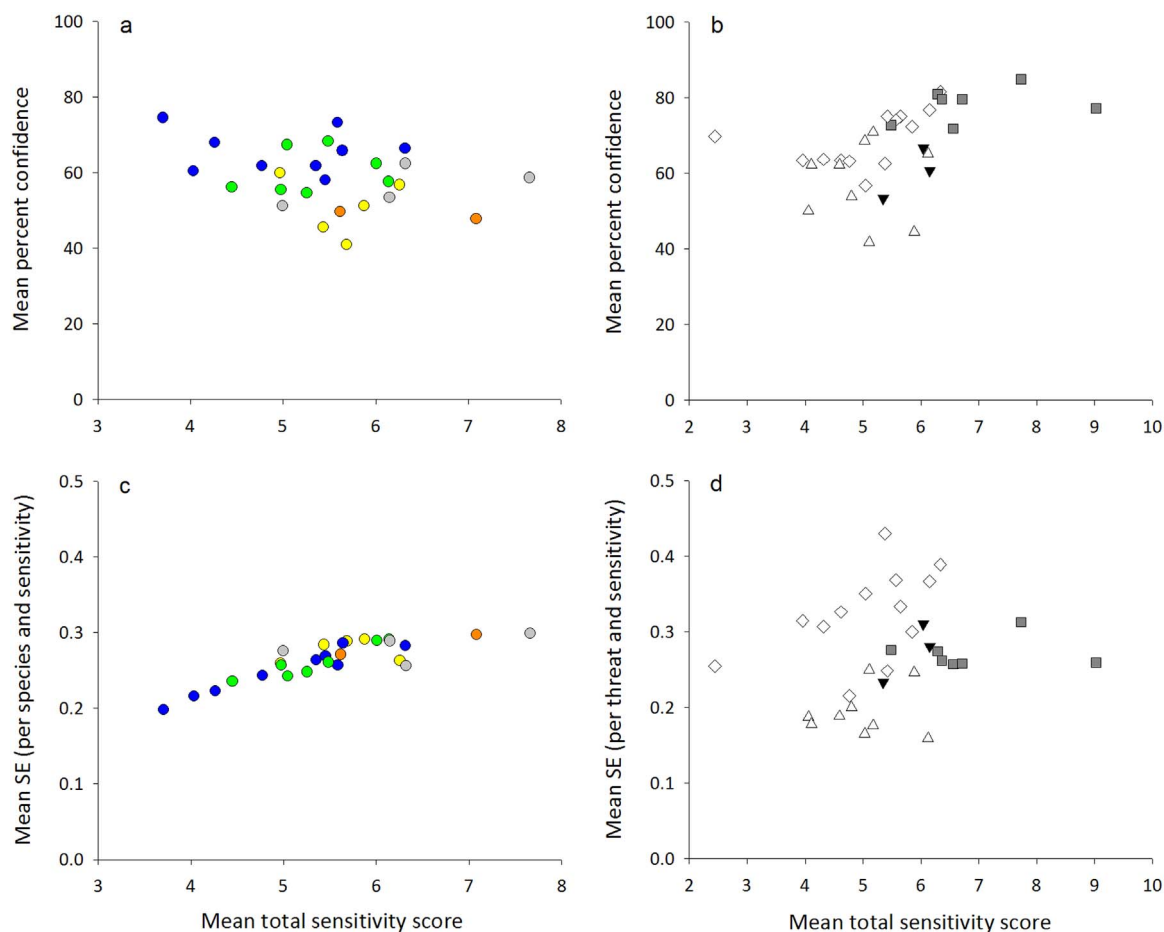 a
Mean percent confidence
100
80
60
40
20
0
3 4 5 6 7 8
b
Mean percent confidence
100
80
60
40
20
0
2 3 4 5 6 7 8 9 10
c
Mean SE (per species and sensitivity)
0.5
0.4
0.3
0.2
0.1
0.0
3 4 5 6 7 8
Mean total sensitivity score
d
Mean SE (per threat and sensitivity)
0.5
0.4
0.3
0.2
0.1
0.0
2 3 4 5 6 7 8 9 10
Mean total sensitivity score